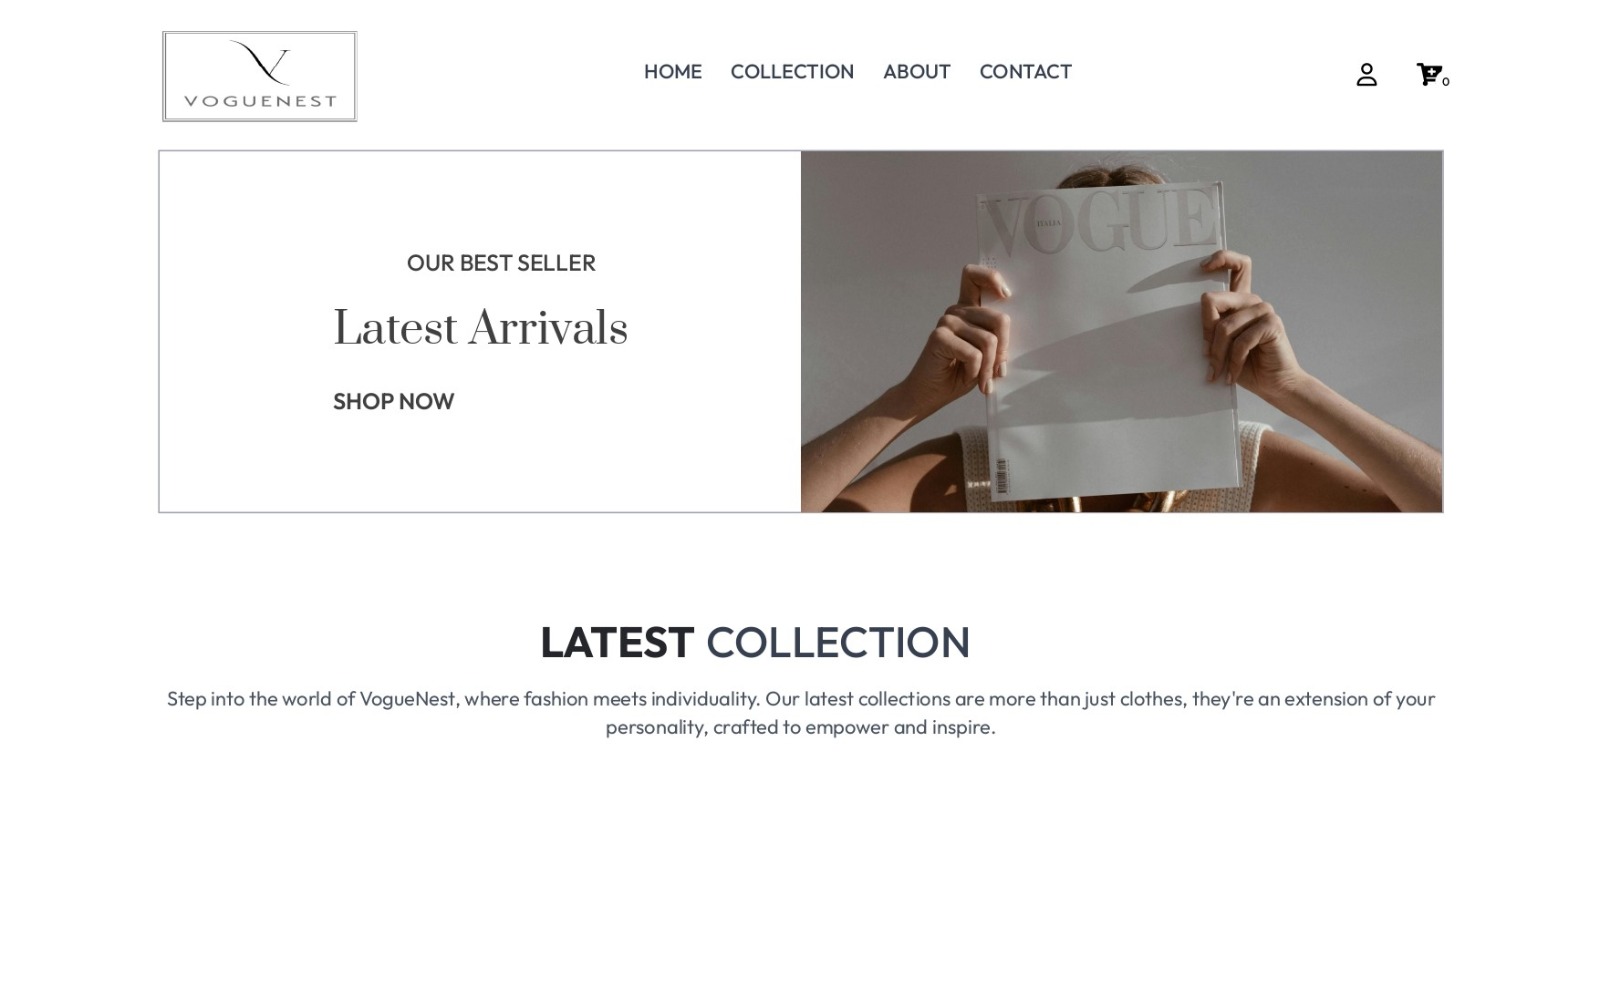 VOGUENEST
HOME COLLECTION ABOUT CONTACT
0
OUR BEST SELLER
Latest Arrivals
SHOP NOW
VOGUE
ITALIA
LATEST COLLECTION
Step into the world of VogueNest, where fashion meets individuality. Our latest collections are more than just clothes, they're an extension of your
personality, crafted to empower and inspire.